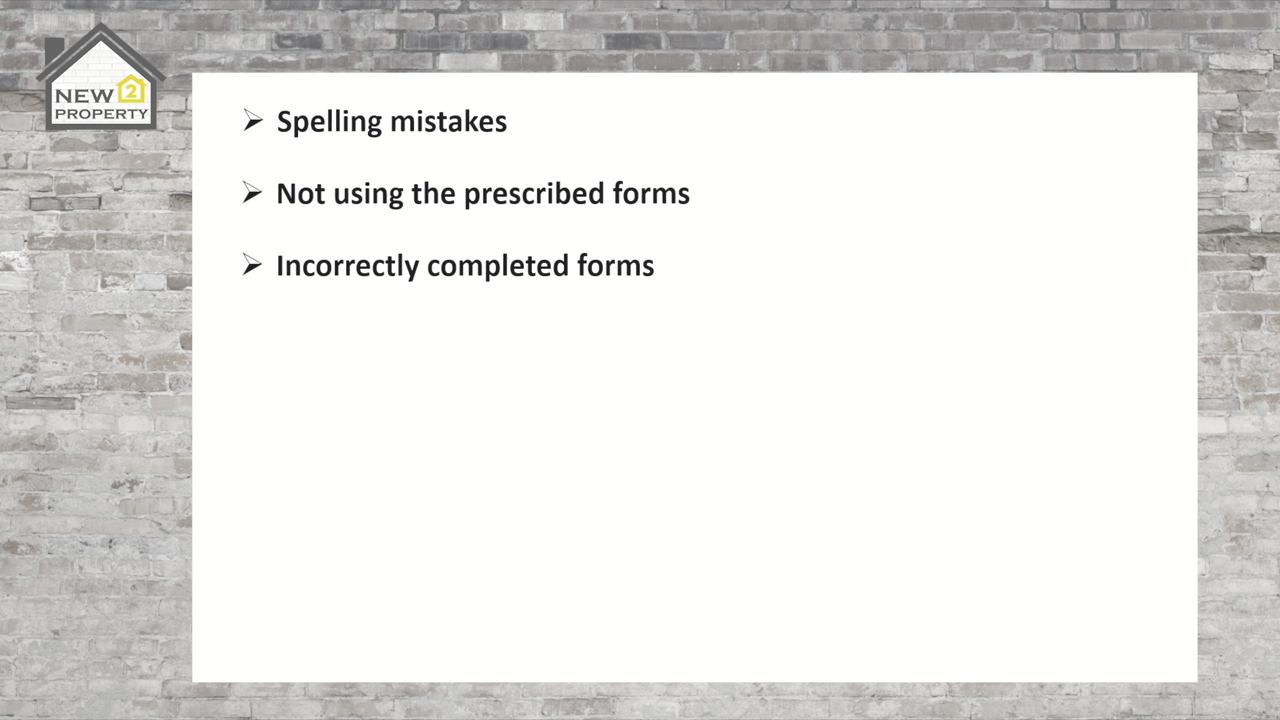 NEW 2
PROPERTY
Spelling mistakes
Not using the prescribed forms
Incorrectly completed forms